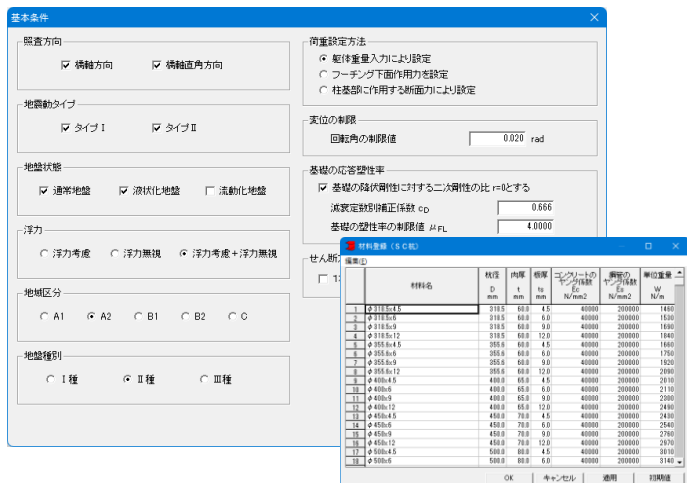 基本条件
照査方向
橋軸方向 橋軸直角方向
地震動タイプ
タイプⅠ タイプⅡ
地盤状態
通常地盤 液状化地盤 流動化地盤
浮力
浮力考慮 浮力無視 浮力考慮+浮力無視
地域区分
A1 A2 B1 B2 C
地盤種別
Ⅰ種 Ⅱ種 Ⅲ種
荷重設定方法
躯体重量入力により設定
フーチング下面作用力を設定
柱基部に作用する断面力により設定
変位の制限
回転角の制限値 0.020 rad
基礎の応答塑性率
基礎の降伏剛性に対する二次剛性の比 r=0とする
減衰定数別補正係数 cD 0.666
基礎の塑性率の制限値 μFL 4.0000
せん断
材料登録(SC杭)
編集(E)
材料名 杭径 D mm 肉厚 t mm 板厚 ts mm コンクリートのヤング係数 Ec N/mm2 鋼管のヤング係数 Es N/mm2 単位重量 W N/m
1 φ318.5x4.5 318.5 60.0 4.5 40000 200000 1460
2 φ318.5x6 318.5 60.0 6.0 40000 200000 1530
3 φ318.5x9 318.5 60.0 9.0 40000 200000 1690
4 φ318.5x12 318.5 60.0 12.0 40000 200000 1840
5 φ355.6x4.5 355.6 60.0 4.5 40000 200000 1660
6 φ355.6x6 355.6 60.0 6.0 40000 200000 1750
7 φ355.6x9 355.6 60.0 9.0 40000 200000 1920
8 φ355.6x12 355.6 60.0 12.0 40000 200000 2090
9 φ400x4.5 400.0 65.0 4.5 40000 200000 2010
10 φ400x6 400.0 65.0 6.0 40000 200000 2110
11 φ400x9 400.0 65.0 9.0 40000 200000 2300
12 φ400x12 400.0 65.0 12.0 40000 200000 2490
13 φ450x4.5 450.0 70.0 4.5 40000 200000 2430
14 φ450x6 450.0 70.0 6.0 40000 200000 2540
15 φ450x9 450.0 70.0 9.0 40000 200000 2760
16 φ450x12 450.0 70.0 12.0 40000 200000 2970
17 φ500x4.5 500.0 80.0 4.5 40000 200000 3010
18 φ500x6 500.0 80.0 6.0 40000 200000 3140
OK キャンセル 適用 初期値